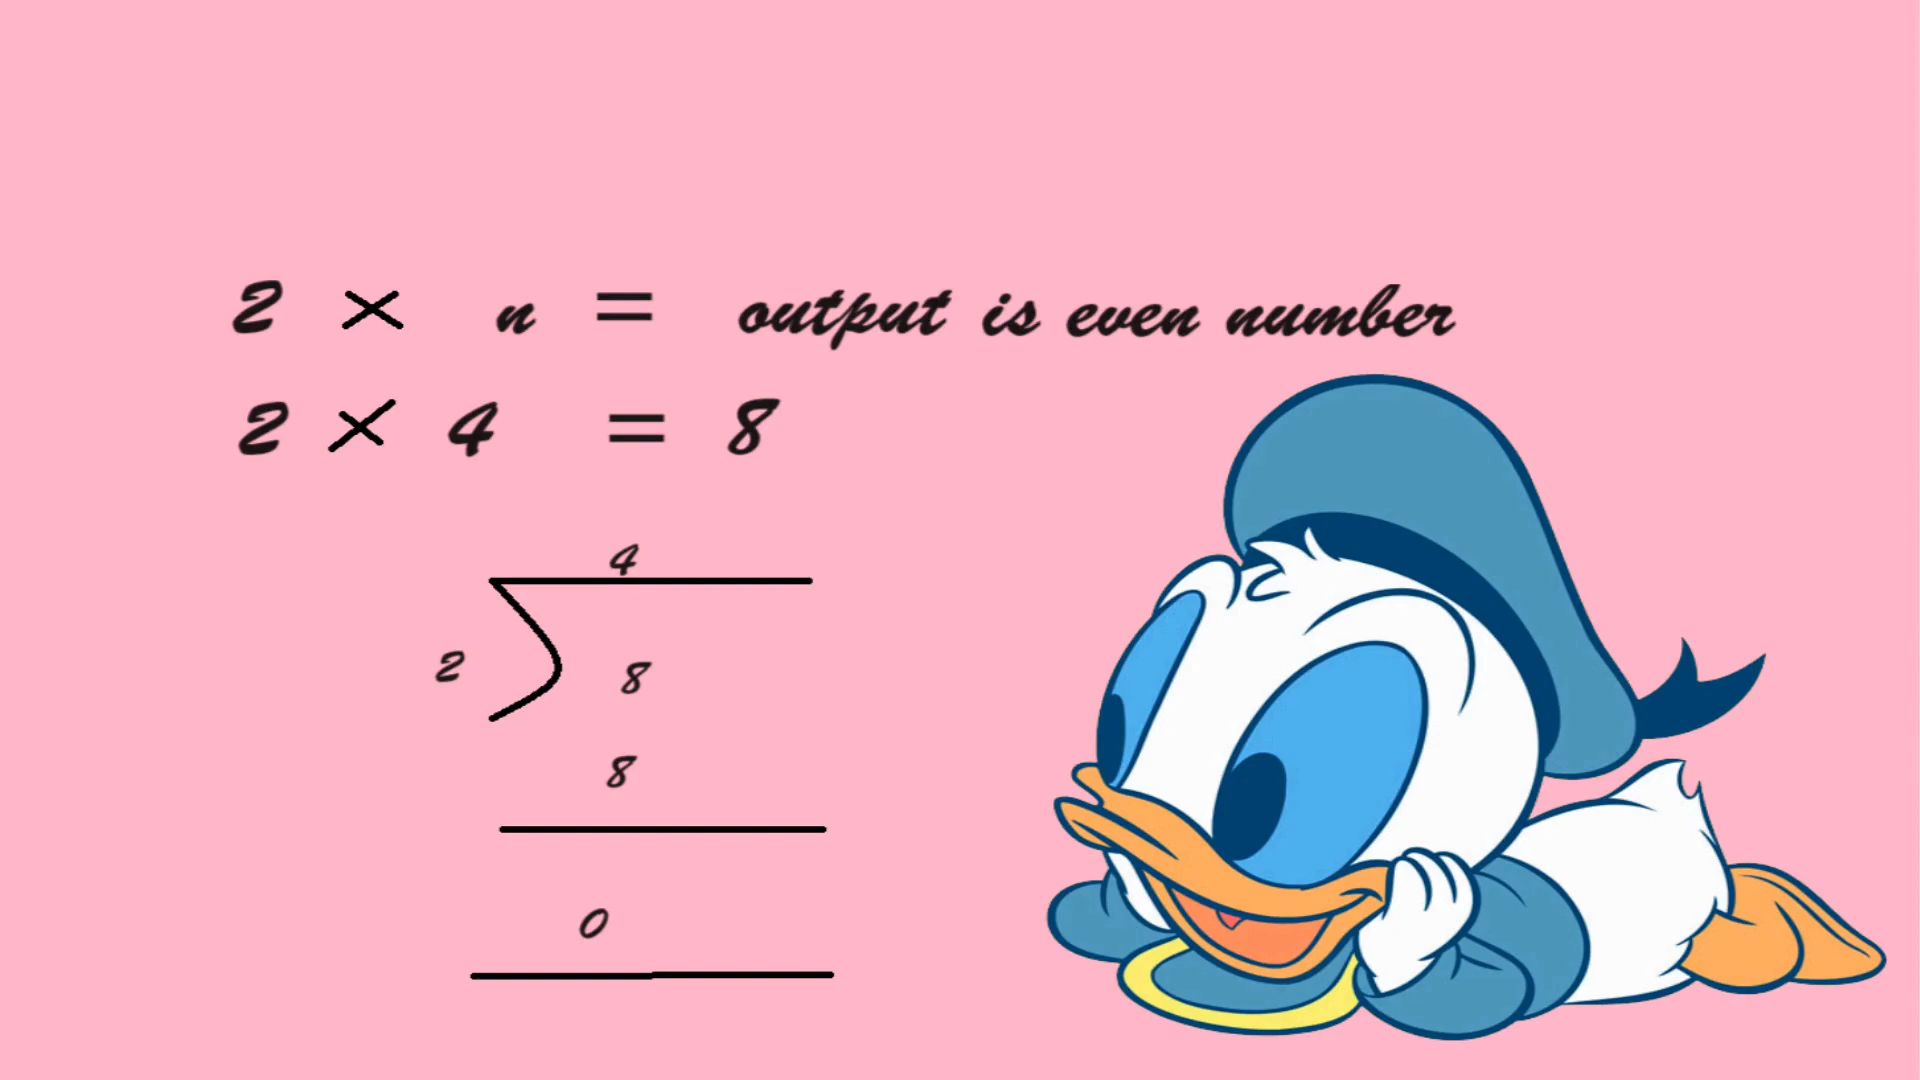 2 × n = output is even number
2 × 4 = 8
4
2 8
8
0